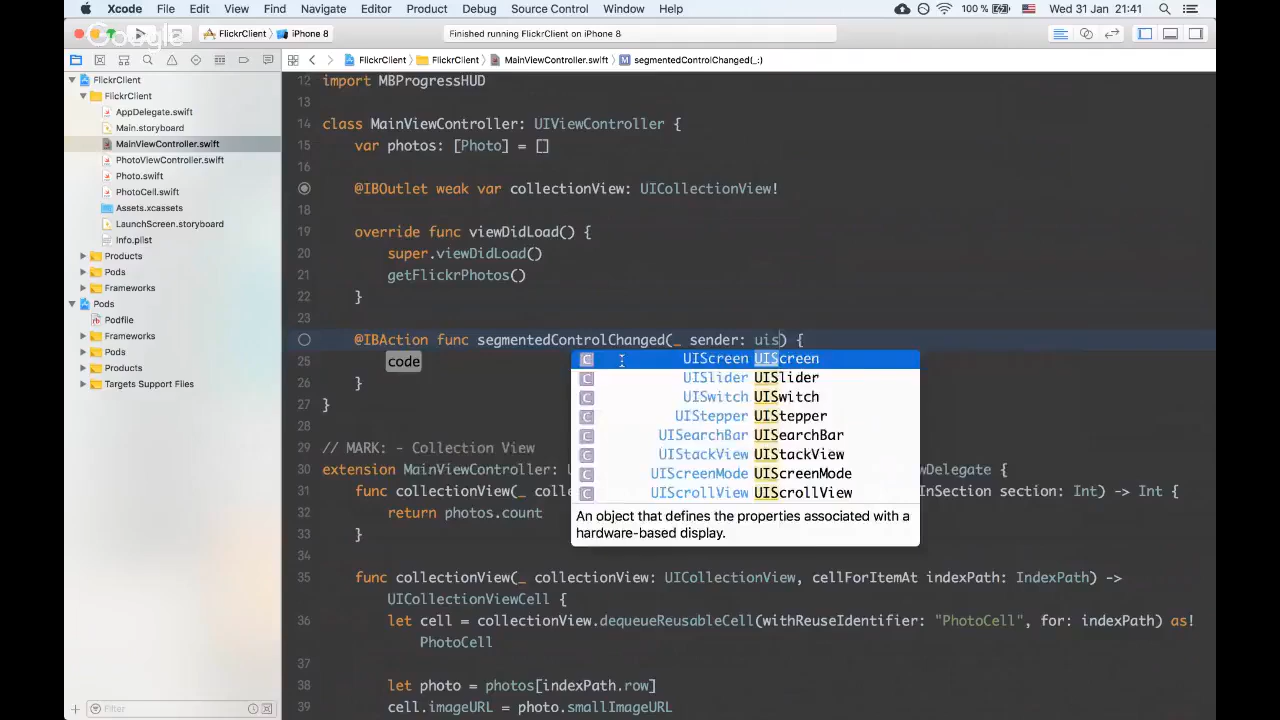 Xcode File Edit View Find Navigate Editor Product Debug Source Control Window Help 100 % Wed 31 Jan 21:41
Google
FlickrClient iPhone 8 Finished running FlickrClient on iPhone 8
FlickrClient FlickrClient MainViewController.swift M segmentedControlChanged(_:)
FlickrClient
FlickrClient
AppDelegate.swift
Main.storyboard
MainViewController.swift
PhotoViewController.swift
Photo.swift
PhotoCell.swift
Assets.xcassets
LaunchScreen.storyboard
Info.plist
Products
Pods
Frameworks
Pods
Podfile
Frameworks
Pods
Products
Targets Support Files
Filter
12 import MBProgressHUD
13
14 class MainViewController: UIViewController {
15 var photos: [Photo] = []
16
@IBOutlet weak var collectionView: UICollectionView!
18
19 override func viewDidLoad() {
20 super.viewDidLoad()
21 getFlickrPhotos()
22 }
23
@IBAction func segmentedControlChanged(_ sender: uis) {
25 code
26 }
27 }
28
29 // MARK: - Collection View
30 extension MainViewController: U
wDelegate {
31 func collectionView(_ colle
InSection section: Int) -> Int {
32 return photos.count
33 }
34
35 func collectionView(_ collectionView: UICollectionView, cellForItemAt indexPath: IndexPath) ->
UICollectionViewCell {
36 let cell = collectionView.dequeueReusableCell(withReuseIdentifier: "PhotoCell", for: indexPath) as!
PhotoCell
37
38 let photo = photos[indexPath.row]
39 cell.imageURL = photo.smallImageURL
C UIScreen UIScreen
C UISlider UISlider
C UISwitch UISwitch
C UIStepper UIStepper
C UISearchBar UISearchBar
C UIStackView UIStackView
C UIScreenMode UIScreenMode
C UIScrollView UIScrollView
An object that defines the properties associated with a
hardware-based display.